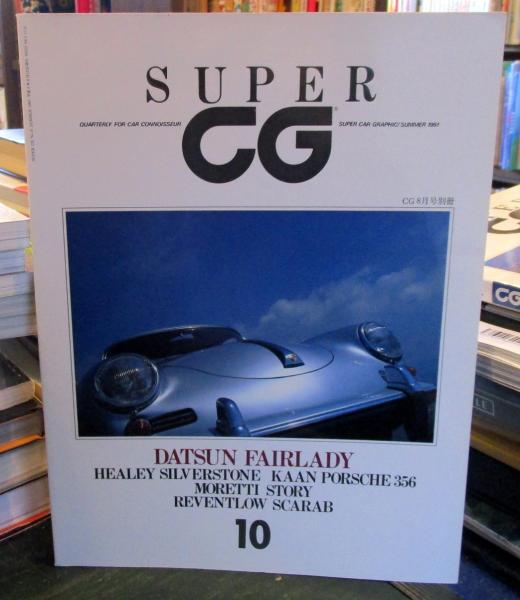 SUPER
CG
QUARTERLY FOR CAR CONNOISSEUR
SUPER CAR GRAPHIC/SUMMER 1991
CG 8月号別冊
DATSUN FAIRLADY
HEALEY SILVERSTONE KAAN PORSCHE 356
MORETTI STORY
REVENTLOW SCARAB
10
CG